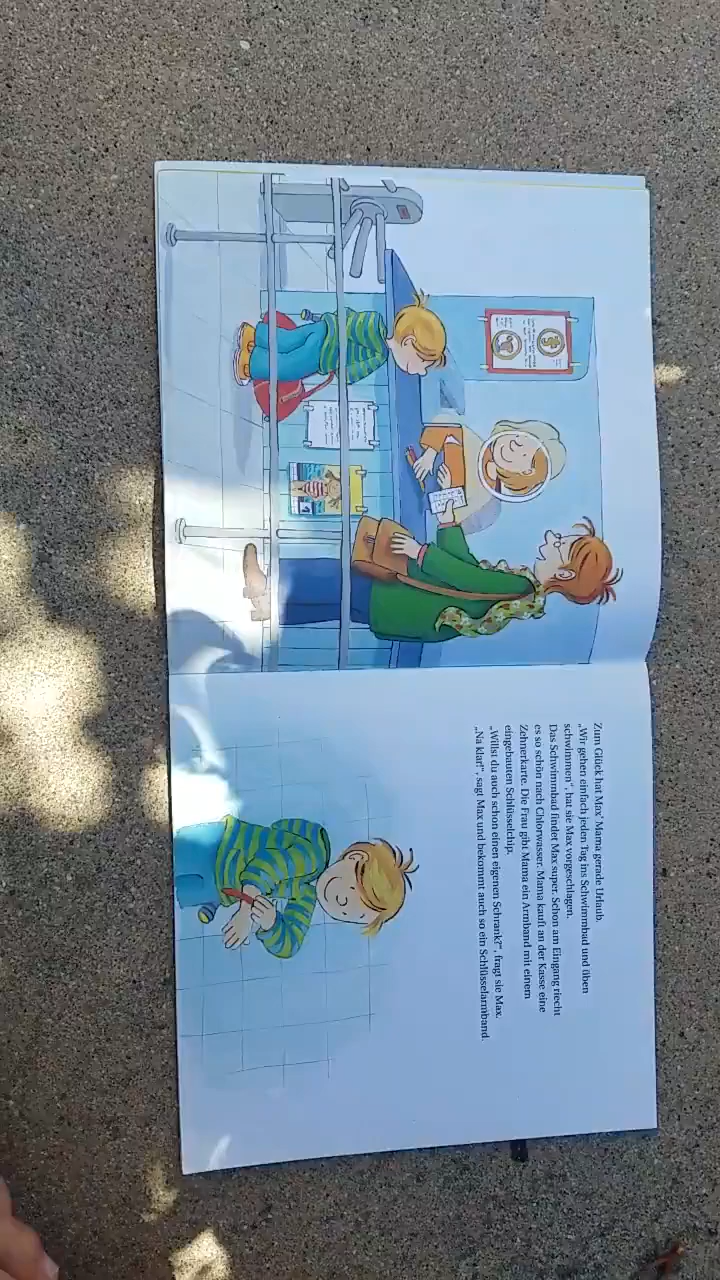 Zum Glück hat Max’ Mama gerade Urlaub.
„Wir gehen einfach jeden Tag ins Schwimmbad und üben
schwimmen“, hat sie Max vorgeschlagen.
Das Schwimmbad findet Max super. Schon am Eingang riecht
es so schön nach Chlorwasser. Mama kauft an der Kasse eine
Zehnerkarte. Die Frau gibt Mama ein Armband mit einem
eingebauten Schlüsselchip.
„Willst du auch schon einen eigenen Schrank?“, fragt sie Max.
„Na klar!“, sagt Max und bekommt auch so ein Schlüsselarmband.